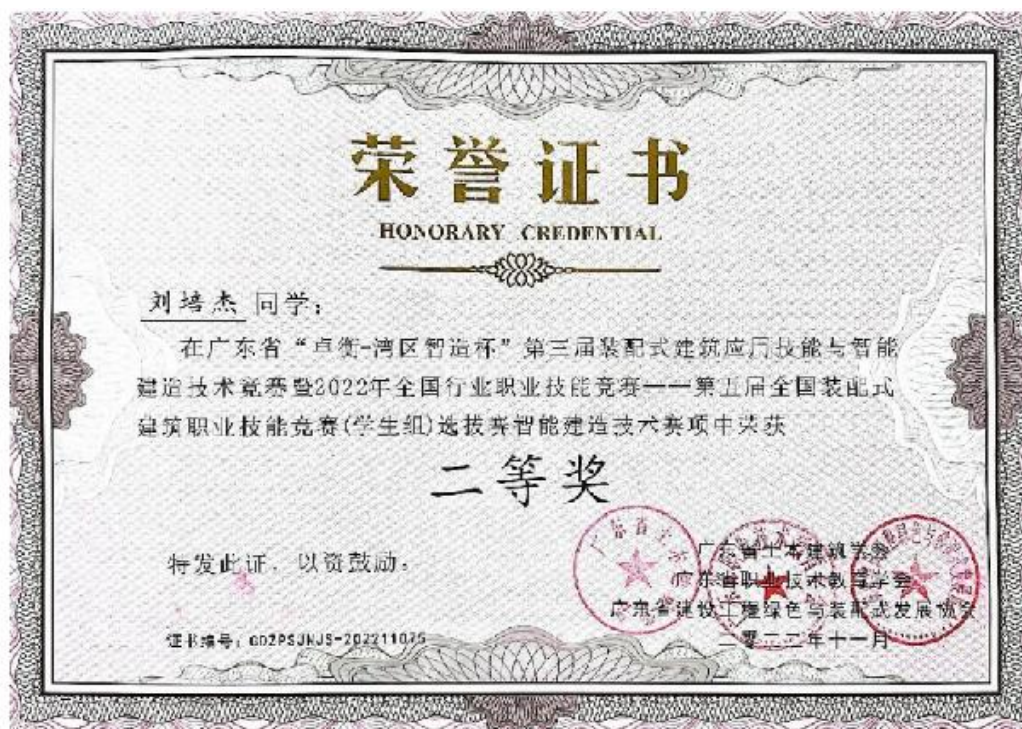 荣誉证书
HONORARY CREDENTIAL
刘培杰 同学:
在广东省“卓衡-湾区智造杯”第三届装配式建筑应用技能与智能
建造技术竞赛暨2022年全国行业职业技能竞赛——第五届全国装配式
建筑职业技能竞赛(学生组)选拔赛智能建造技术赛项中荣获
二等奖
特发此证，以资鼓励。
广东省土木建筑学会
广东省职业技术教育学会
广东省建设工程绿色与装配式发展协会
二零二二年十一月
证书编号: GDZPSJNJS-202211075